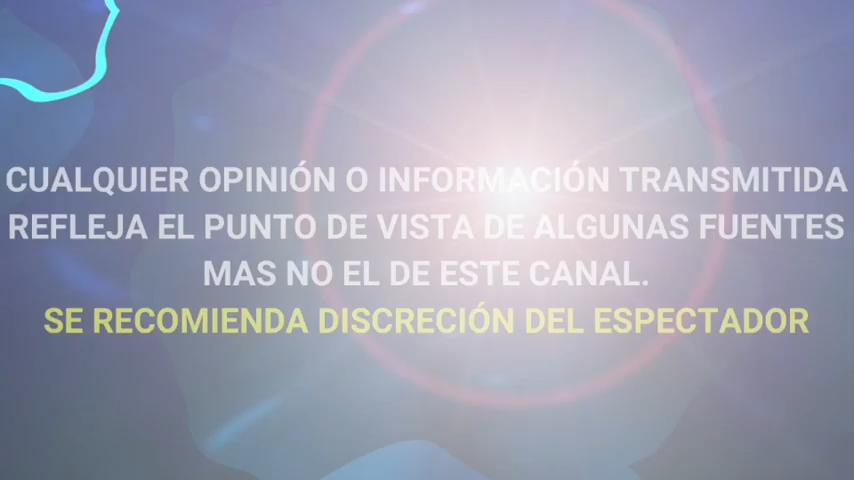 CUALQUIER OPINIÓN O INFORMACIÓN TRANSMITIDA
REFLEJA EL PUNTO DE VISTA DE ALGUNAS FUENTES
MAS NO EL DE ESTE CANAL.
SE RECOMIENDA DISCRECIÓN DEL ESPECTADOR